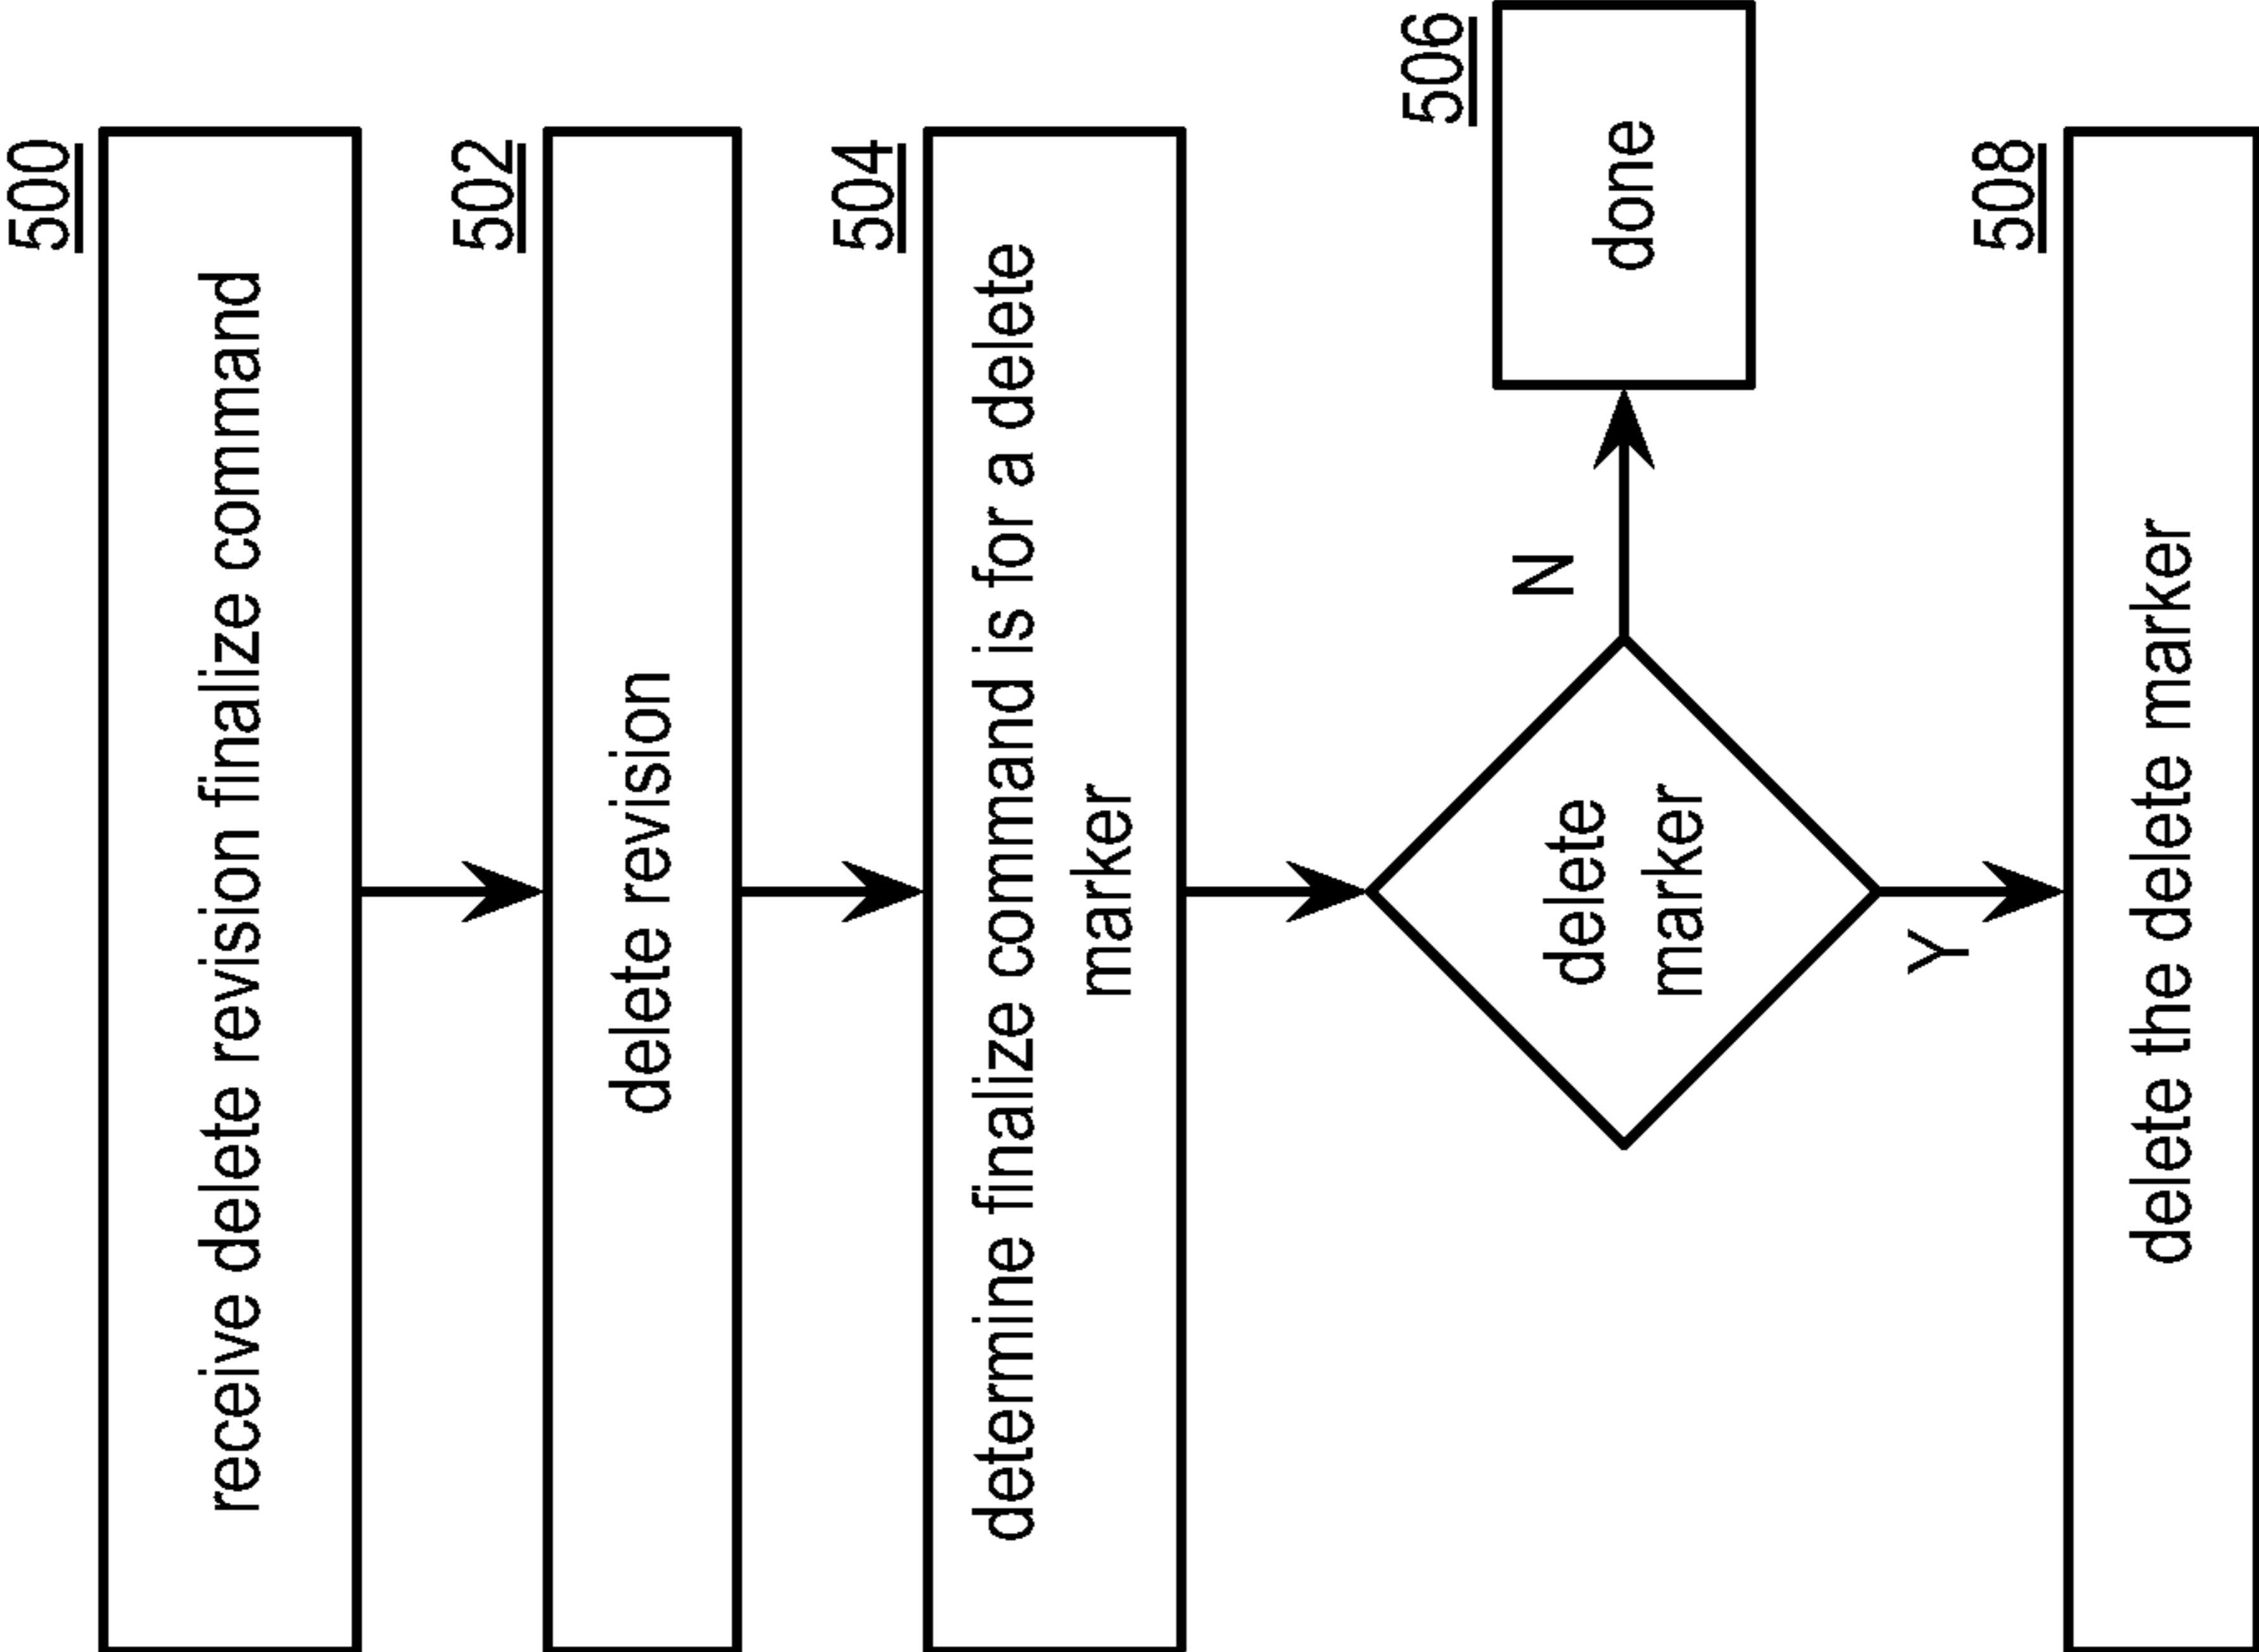 500
receive delete revision finalize command
502
delete revision
504
determine finalize command is for a delete
marker
delete
marker
N
506
done
Y
508
delete the delete marker